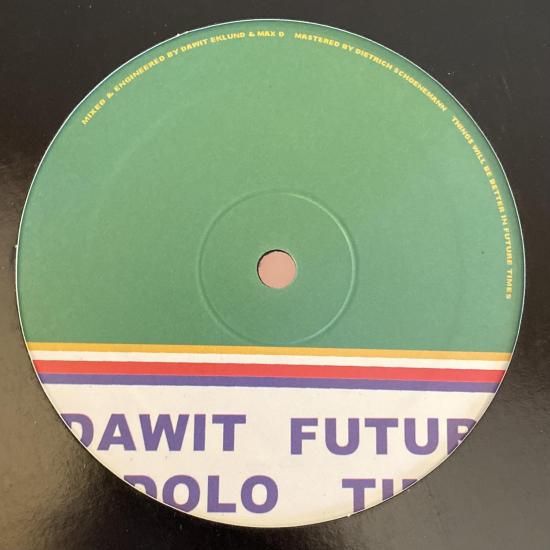 MIXED & ENGINEERED BY DAWIT EKLUND & MAX D MASTERED BY DIETRICH SCHOENEMANN THINGS WILL BE BETTER IN FUTURE TIMES
DAWIT FUTUR
DOLO TI